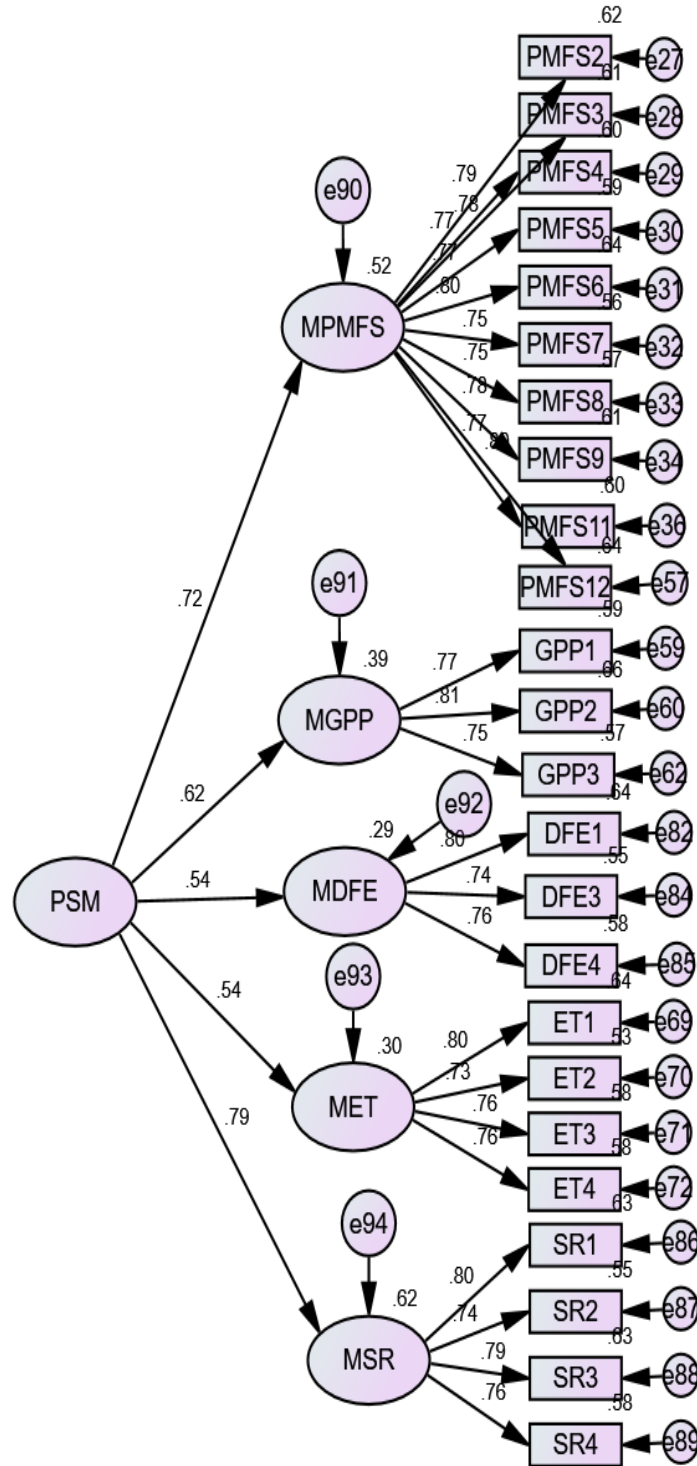 .62
PMFS2
e27
.61
PMFS3
e28
.60
PMFS4
e29
.59
PMFS5
e30
.64
PMFS6
e31
.56
PMFS7
e32
.57
PMFS8
e33
.61
PMFS9
e34
.60
PMFS11
e36
.64
PMFS12
e57
e90
.52
MPMFS
.79
.78
.77
.77
.80
.75
.75
.78
.77
.72
e91
.39
MGPP
.62
.77
.81
.75
.59
GPP1
e59
.66
GPP2
e60
.57
GPP3
e62
e92
.29
MDFE
.54
.80
.74
.76
.64
DFE1
e82
.55
DFE3
e84
.58
DFE4
e85
PSM
e93
.30
MET
.54
.80
.73
.76
.76
.64
ET1
e69
.53
ET2
e70
.58
ET3
e71
.58
ET4
e72
.79
e94
.62
MSR
.80
.74
.79
.76
.63
SR1
e86
.55
SR2
e87
.63
SR3
e88
.58
SR4
e89